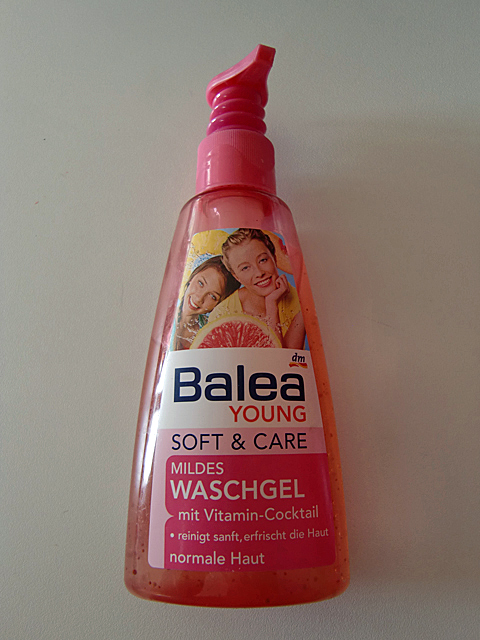 dm
Balea
YOUNG
SOFT & CARE
MILDES
WASCHGEL
mit Vitamin-Cocktail
• reinigt sanft, erfrischt die Haut
normale Haut